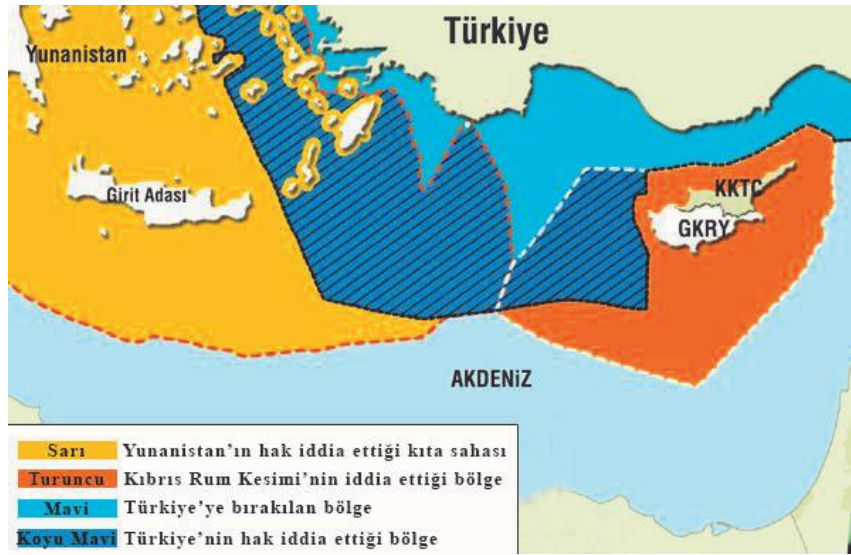 Türkiye
Yunanistan
Girit Adası
KKTC
GKRY
AKDENiZ
Sarı Yunanistan’ın hak iddia ettiği kıta sahası
Turuncu Kıbrıs Rum Kesimi’nin iddia ettiği bölge
Mavi Türkiye’ye bırakılan bölge
Koyu Mavi Türkiye’nin hak iddia ettiği bölge